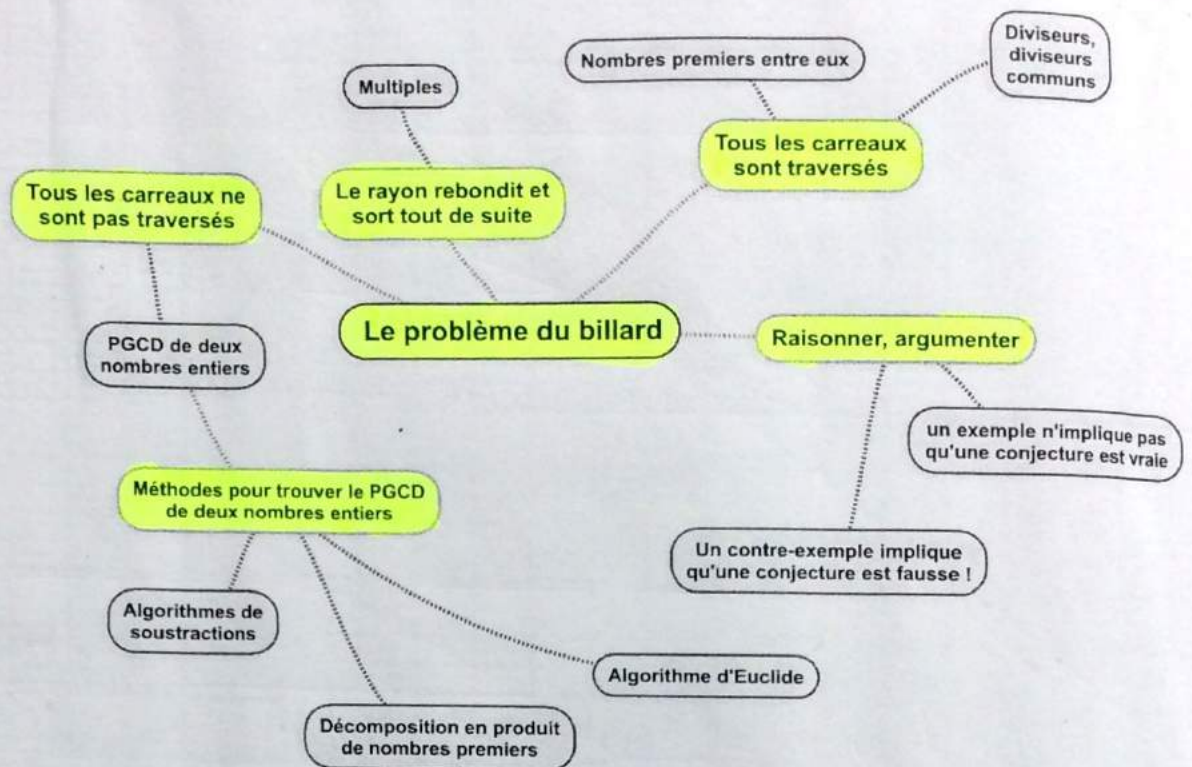 Diviseurs,
diviseurs
communs
Nombres premiers entre eux
Multiples
Tous les carreaux
sont traversés
Le rayon rebondit et
sort tout de suite
Tous les carreaux ne
sont pas traversés
Le problème du billard
Raisonner, argumenter
PGCD de deux
nombres entiers
un exemple n'implique pas
qu'une conjecture est vraie
Méthodes pour trouver le PGCD
de deux nombres entiers
Un contre-exemple implique
qu'une conjecture est fausse !
Algorithmes de
soustractions
Algorithme d'Euclide
Décomposition en produit
de nombres premiers